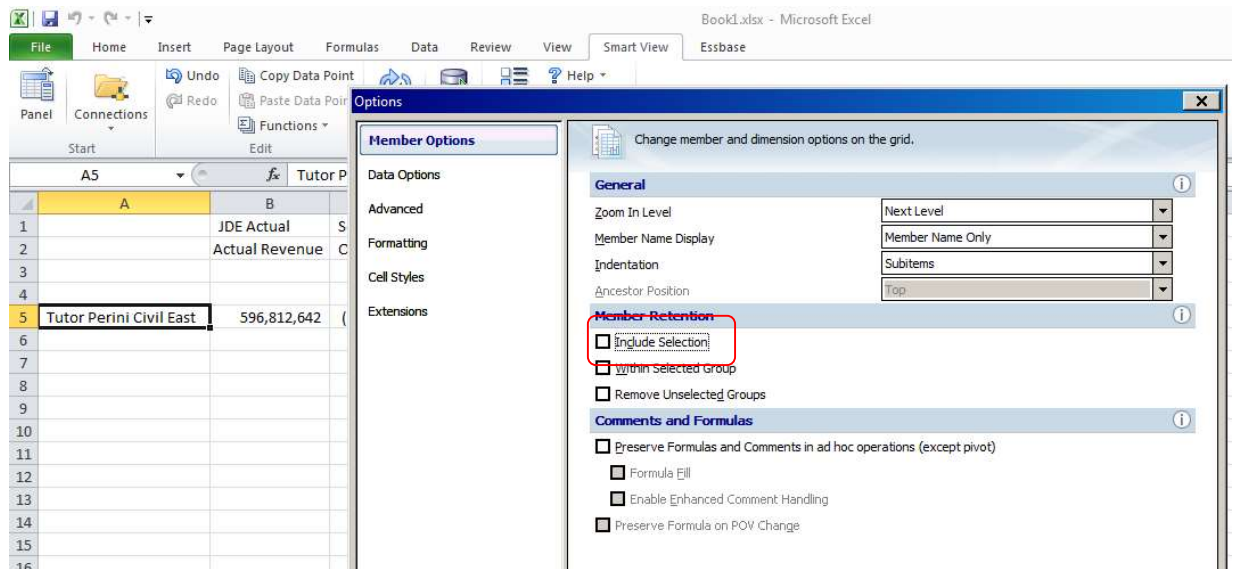 Book1.xlsx - Microsoft Excel
File Home Insert Page Layout Formulas Data Review View Smart View Essbase
Panel
Connections
Undo
Redo
Copy Data Point
Paste Data
Functions
Help
Start
Edit
A5 fx Tutor P
A B
1 JDE Actual S
2 Actual Revenue
3
4
5 Tutor Perini Civil East 596,812,642 (
6
7
8
9
10
11
12
13
14
15
16
Options
Member Options
Data Options
Advanced
Formatting
Cell Styles
Extensions
Change member and dimension options on the grid.
General
Zoom In Level Next Level
Member Name Display Member Name Only
Indentation Subitems
Ancestor Position Top
Member Retention
Include Selection
Within Selected Group
Remove Unselected Groups
Comments and Formulas
Preserve Formulas and Comments in ad hoc operations (except pivot)
Formula Fill
Enable Enhanced Comment Handling
Preserve Formula on POV Change